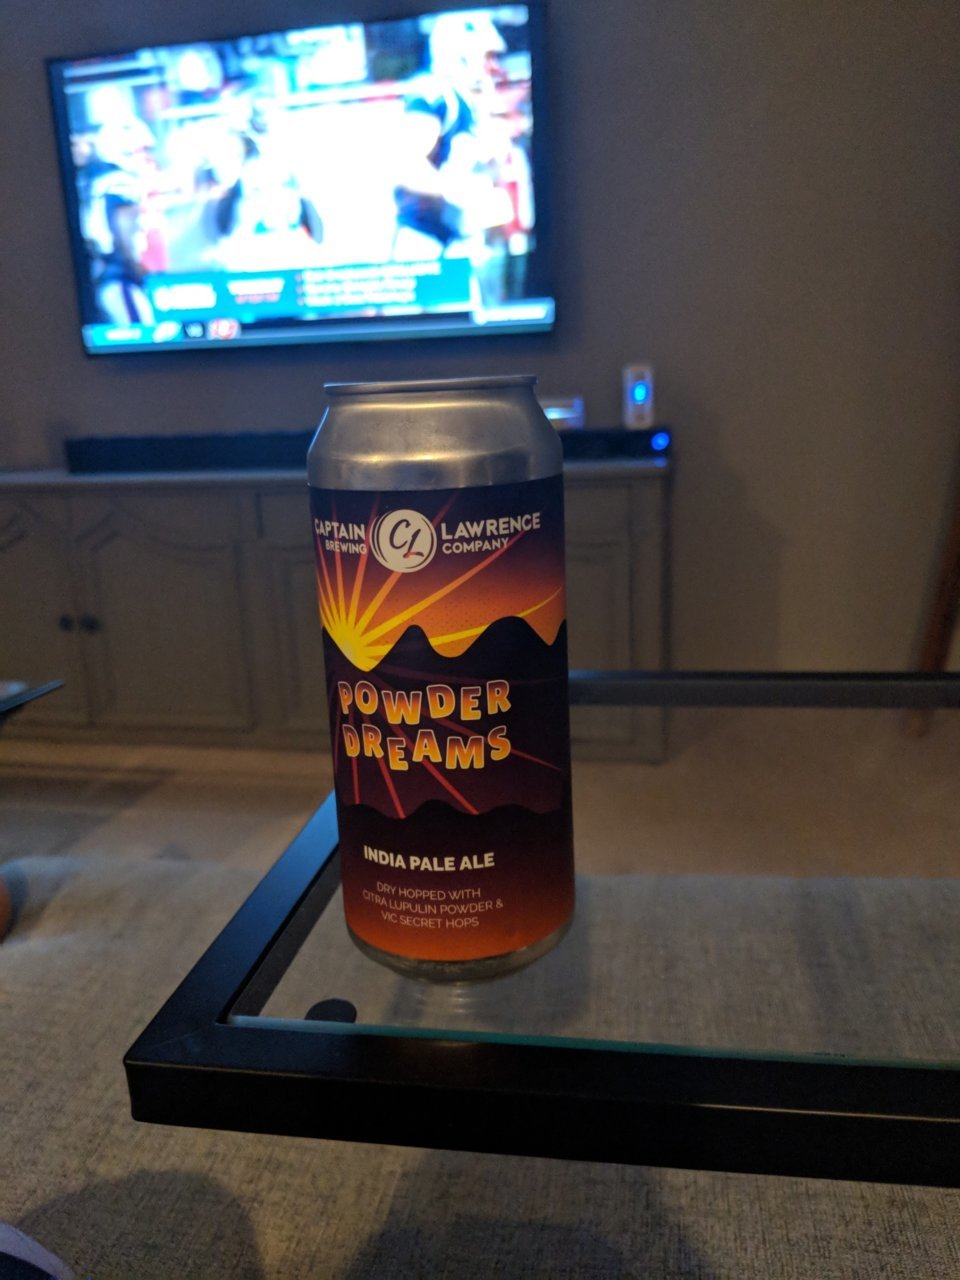 CAPTAIN BREWING
CL
LAWRENCE COMPANY
POWDER
DREAMS
INDIA PALE ALE
DRY HOPPED WITH
CITRA LUPULIN POWDER &
VIC SECRET HOPS